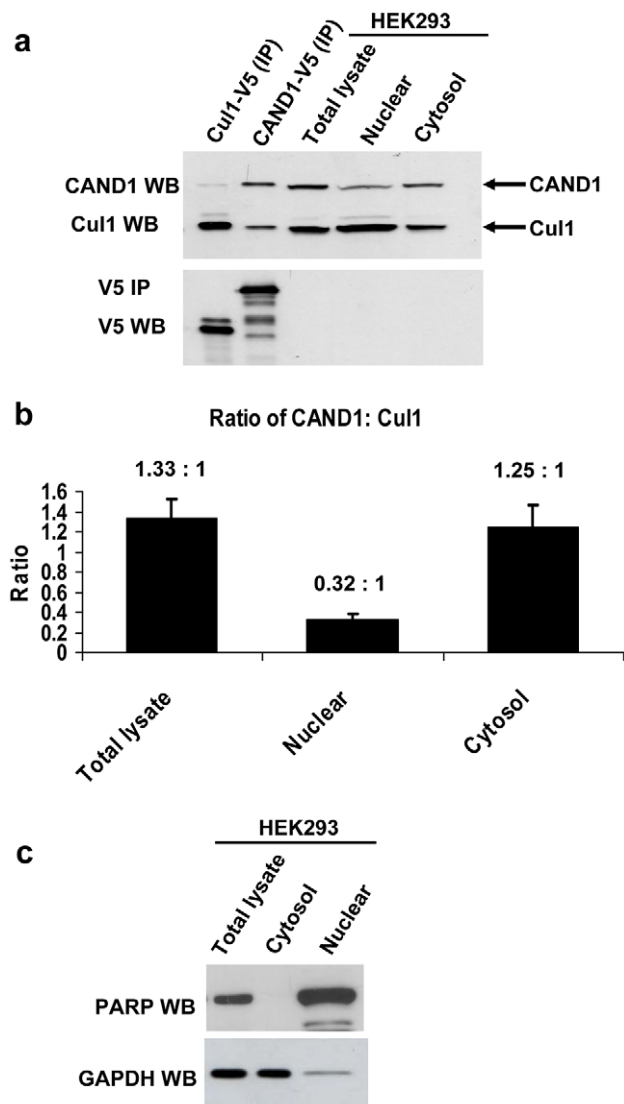 a
HEK293
Cul1-V5 (IP)
CAND1-V5 (IP)
Total lysate
Nuclear
Cytosol
CAND1 WB
CAND1
Cul1 WB
Cul1
V5 IP
V5 WB
b
Ratio of CAND1: Cul1
1.33 : 1
1.25 : 1
0.32 : 1
Ratio
1.6
1.4
1.2
1
0.8
0.6
0.4
0.2
0
Total lysate
Nuclear
Cytosol
c
HEK293
Total lysate
Cytosol
Nuclear
PARP WB
GAPDH WB